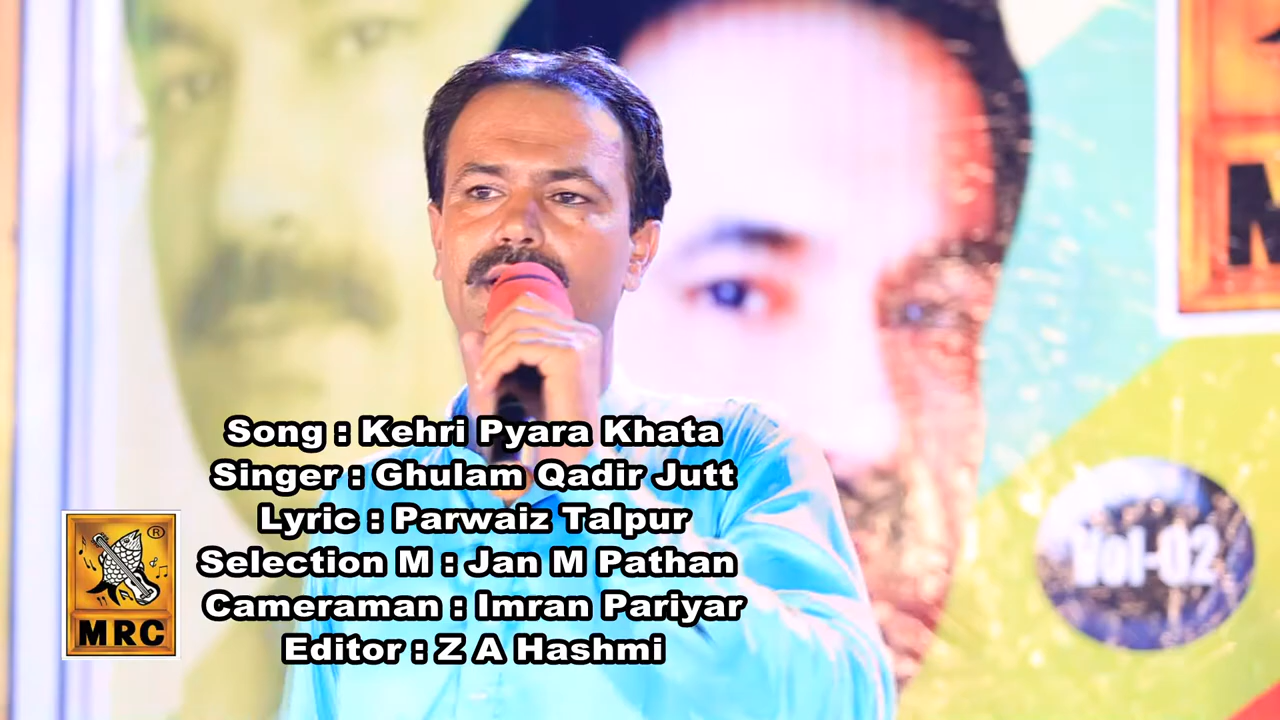 Song : Kehri Pyara Khata
Singer : Ghulam Qadir Jutt
Lyric : Parwaiz Talpur
Selection M : Jan M Pathan
Cameraman : Imran Pariyar
Editor : Z A Hashmi
®
MRC
Vol-02
M